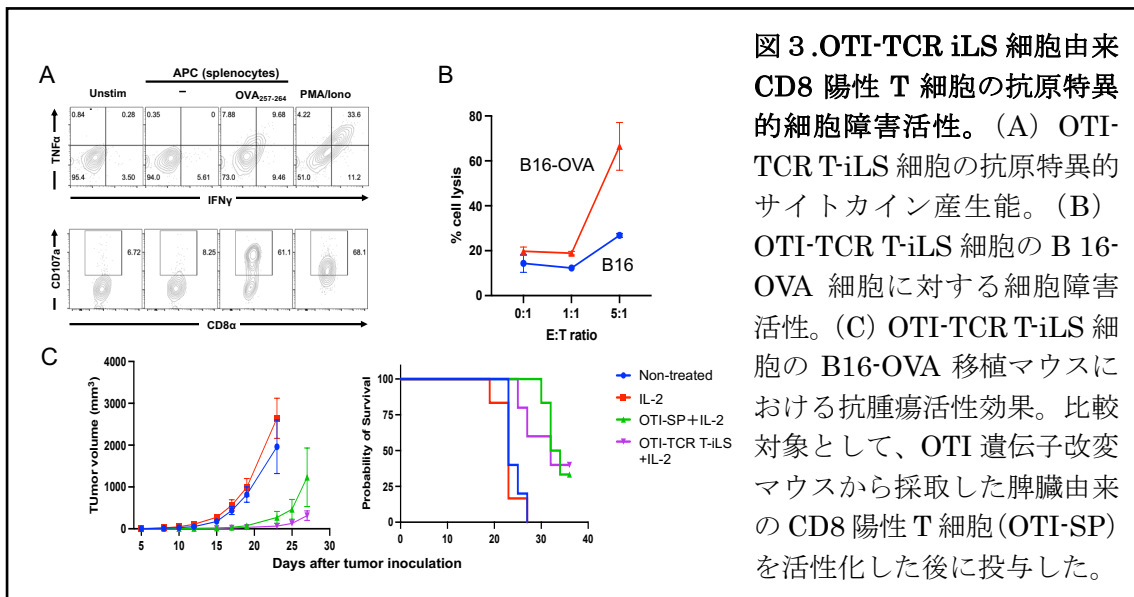 A
APC (splenocytes)
Unstim
−
OVA257-264
PMA/Iono
0.84
0.28
0.35
0
7.88
9.68
4.22
33.6
95.4
3.50
94.0
5.61
73.0
9.46
51.0
11.2
TNFα
IFNγ
6.72
8.25
61.1
68.1
CD107a
CD8α
B
80
60
40
20
0
% cell lysis
B16-OVA
B16
0:1
1:1
5:1
E:T ratio
C
4000
3000
2000
1000
0
TUmor volume (mm3)
5
10
15
20
25
30
100
75
50
25
0
Probability of Survival
0
10
20
30
40
Days after tumor inoculation
Non-treated
IL-2
OTI-SP+IL-2
OTI-TCR T-iLS
+IL-2
図３.OTI-TCR iLS 細胞由来
CD8 陽性 T 細胞の抗原特異
的細胞障害活性。（A） OTI-
TCR T-iLS 細胞の抗原特異的
サイトカイン産生能。（B）
OTI-TCR T-iLS 細胞の B 16-
OVA 細胞に対する細胞障害
活性。（C） OTI-TCR T-iLS 細
胞の B16-OVA 移植マウスに
おける抗腫瘍活性効果。比較
対象として、OTI 遺伝子改変
マウスから採取した脾臓由来
の CD8 陽性 T 細胞（OTI-SP）
を活性化した後に投与した。